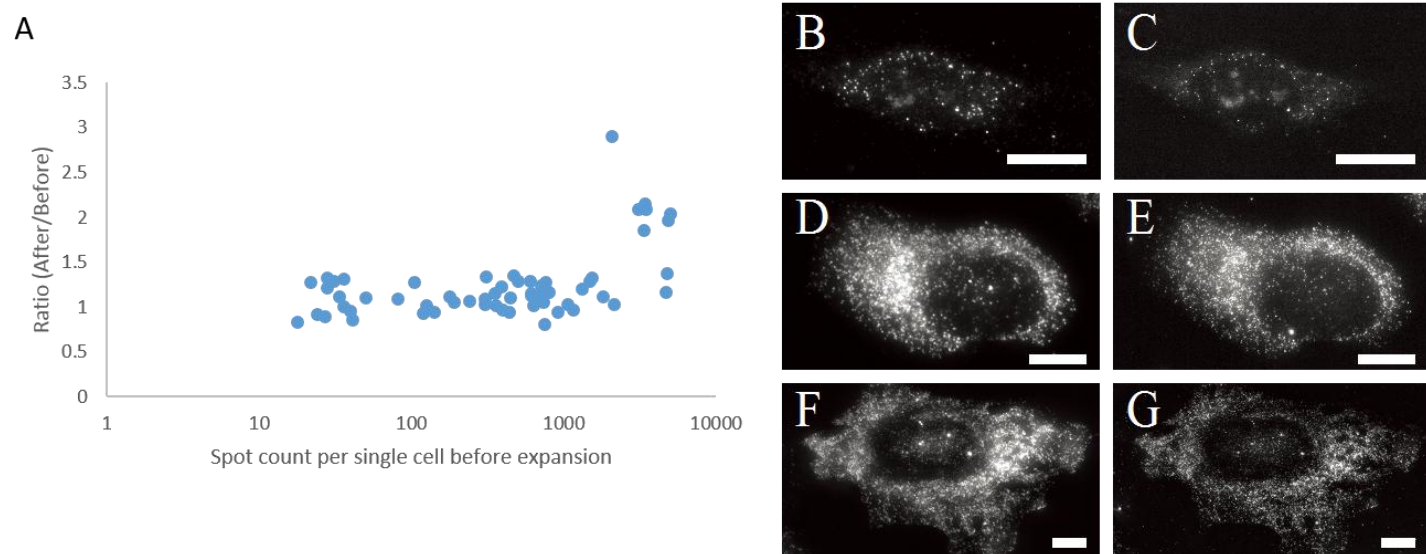 A
3.5
3
2.5
2
1.5
1
0.5
0
Ratio (After/Before)
1
10
100
1000
10000
Spot count per single cell before expansion
B
C
D
E
F
G